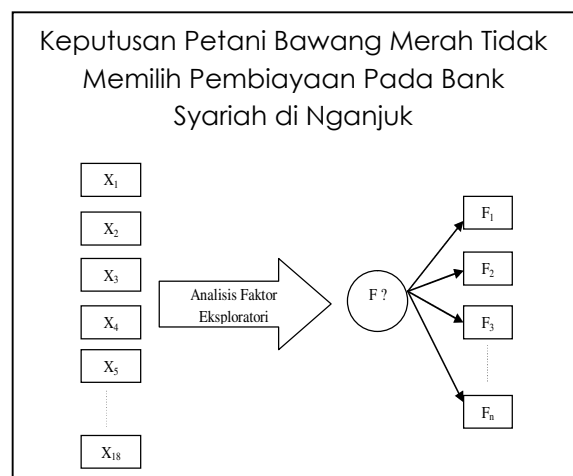 Keputusan Petani Bawang Merah Tidak
Memilih Pembiayaan Pada Bank
Syariah di Nganjuk
X₁
X₂
X₃
X₄
X₅
X₁₈
Analisis Faktor
Eksploratori
F ?
F₁
F₂
F₃
Fₙ